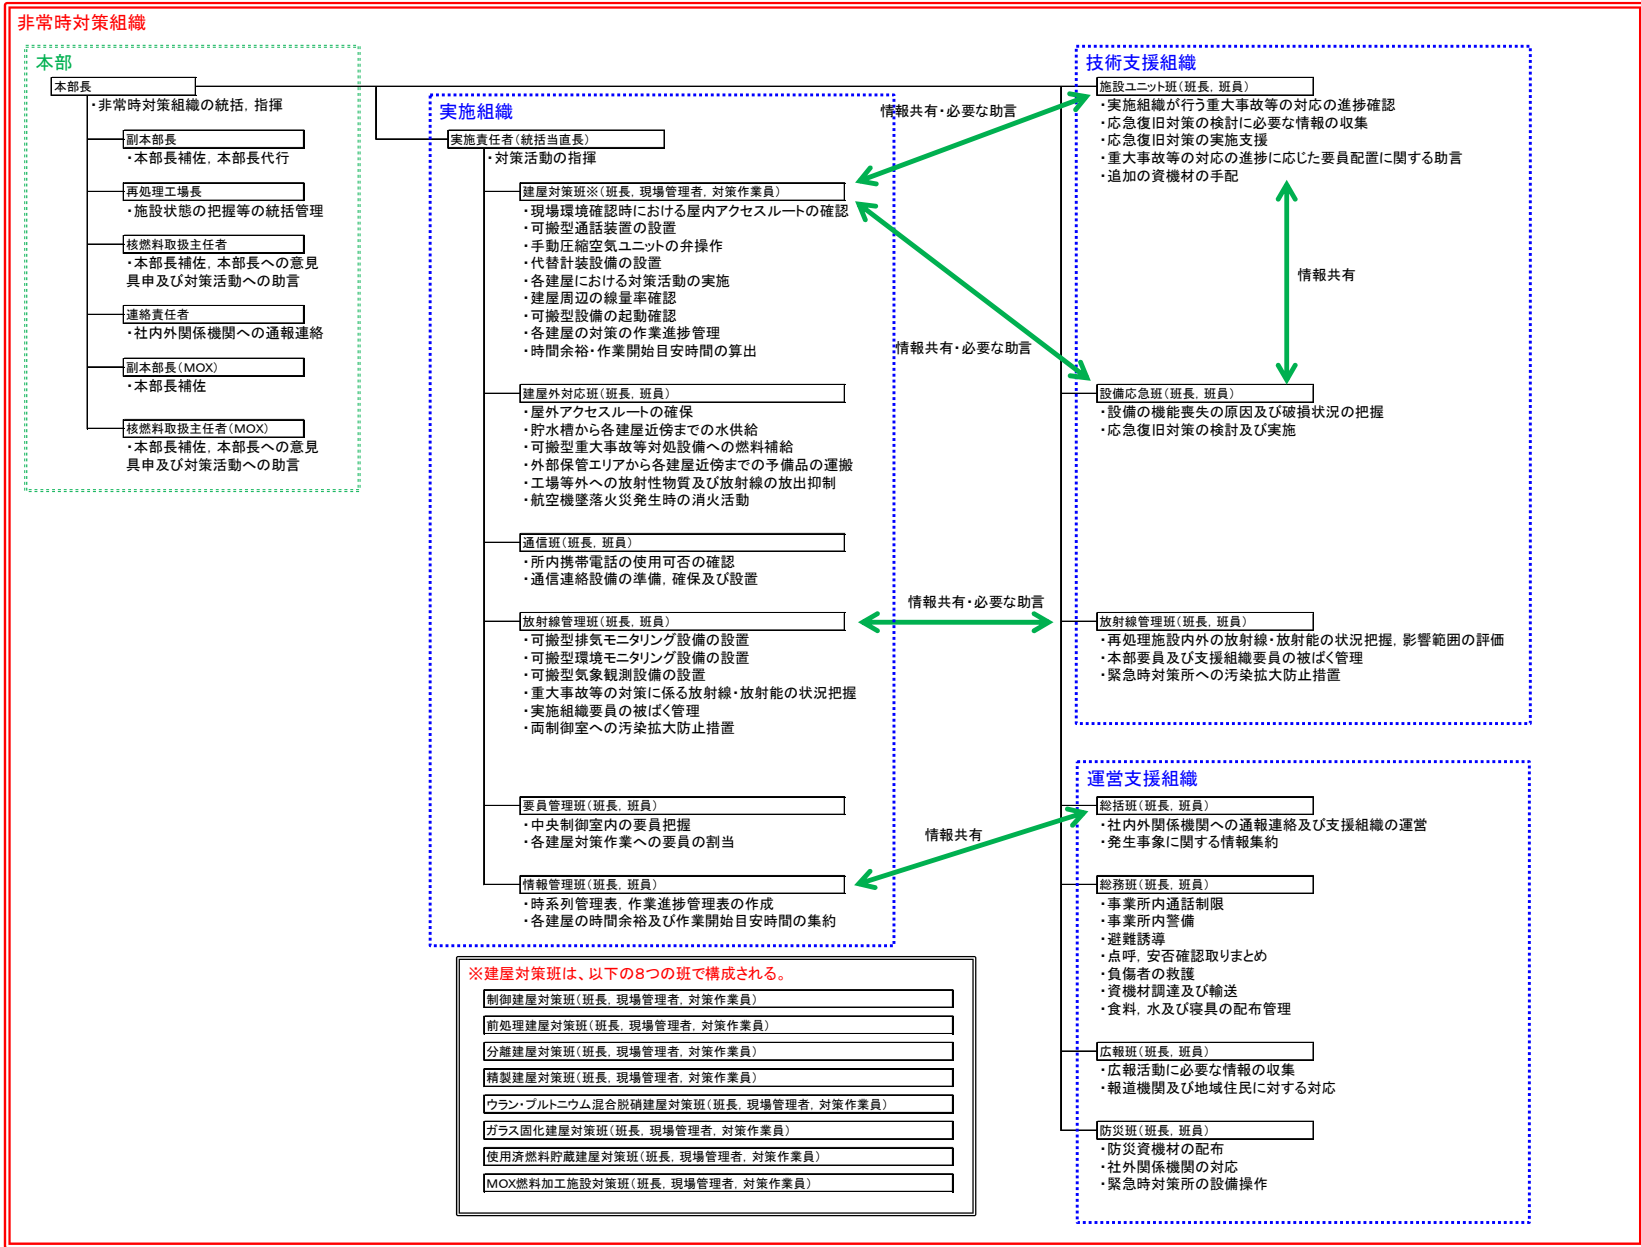 非常時対策組織
本部
本部長
・非常時対策組織の統括，指揮
副本部長
・本部長補佐，本部長代行
再処理工場長
・施設状態の把握等の統括管理
核燃料取扱主任者
・本部長補佐，本部長への意見
具申及び対策活動への助言
連絡責任者
・社内外関係機関への通報連絡
副本部長（MOX）
・本部長補佐
核燃料取扱主任者（MOX）
・本部長補佐，本部長への意見
具申及び対策活動への助言
実施組織
実施責任者（統括当直長）
・対策活動の指揮
建屋対策班※（班長，現場管理者，対策作業員）
・現場環境確認時における屋内アクセスルートの確認
・可搬型通話装置の設置
・手動圧縮空気ユニットの弁操作
・代替計装設備の設置
・各建屋における対策活動の実施
・建屋周辺の線量率確認
・可搬型設備の起動確認
・各建屋の対策の作業進捗管理
・時間余裕・作業開始目安時間の算出
建屋外対応班（班長，班員）
・屋外アクセスルートの確保
・貯水槽から各建屋近傍までの水供給
・可搬型重大事故等対処設備への燃料補給
・外部保管エリアから各建屋近傍までの予備品の運搬
・工場等外への放射性物質及び放射線の放出抑制
・航空機墜落火災発生時の消火活動
通信班（班長，班員）
・所内携帯電話の使用可否の確認
・通信連絡設備の準備，確保及び設置
放射線管理班（班長，班員）
・可搬型排気モニタリング設備の設置
・可搬型環境モニタリング設備の設置
・可搬型気象観測設備の設置
・重大事故等の対策に係る放射線・放射能の状況把握
・実施組織要員の被ばく管理
・両制御室への汚染拡大防止措置
要員管理班（班長，班員）
・中央制御室内の要員把握
・各建屋対策作業への要員の割当
情報管理班（班長，班員）
・時系列管理表，作業進捗管理表の作成
・各建屋の時間余裕及び作業開始目安時間の集約
情報共有・必要な助言
情報共有・必要な助言
情報共有・必要な助言
情報共有
情報共有
技術支援組織
施設ユニット班（班長，班員）
・実施組織が行う重大事故等の対応の進捗確認
・応急復旧対策の検討に必要な情報の収集
・応急復旧対策の実施支援
・重大事故等の対応の進捗に応じた要員配置に関する助言
・追加の資機材の手配
設備応急班（班長，班員）
・設備の機能喪失の原因及び破損状況の把握
・応急復旧対策の検討及び実施
放射線管理班（班長，班員）
・再処理施設内外の放射線・放射能の状況把握，影響範囲の評価
・本部要員及び支援組織要員の被ばく管理
・緊急時対策所への汚染拡大防止措置
運営支援組織
総括班（班長，班員）
・社内外関係機関への通報連絡及び支援組織の運営
・発生事象に関する情報集約
総務班（班長，班員）
・事業所内通話制限
・事業所内警備
・避難誘導
・点呼，安否確認取りまとめ
・負傷者の救護
・資機材調達及び輸送
・食料，水及び寝具の配布管理
広報班（班長，班員）
・広報活動に必要な情報の収集
・報道機関及び地域住民に対する対応
防災班（班長，班員）
・防災資機材の配布
・社外関係機関の対応
・緊急時対策所の設備操作
※建屋対策班は、以下の8つの班で構成される。
制御建屋対策班（班長，現場管理者，対策作業員）
前処理建屋対策班（班長，現場管理者，対策作業員）
分離建屋対策班（班長，現場管理者，対策作業員）
精製建屋対策班（班長，現場管理者，対策作業員）
ウラン・プルトニウム混合脱硝建屋対策班（班長，現場管理者，対策作業員）
ガラス固化建屋対策班（班長，現場管理者，対策作業員）
使用済燃料貯蔵建屋対策班（班長，現場管理者，対策作業員）
MOX燃料加工施設対策班（班長，現場管理者，対策作業員）